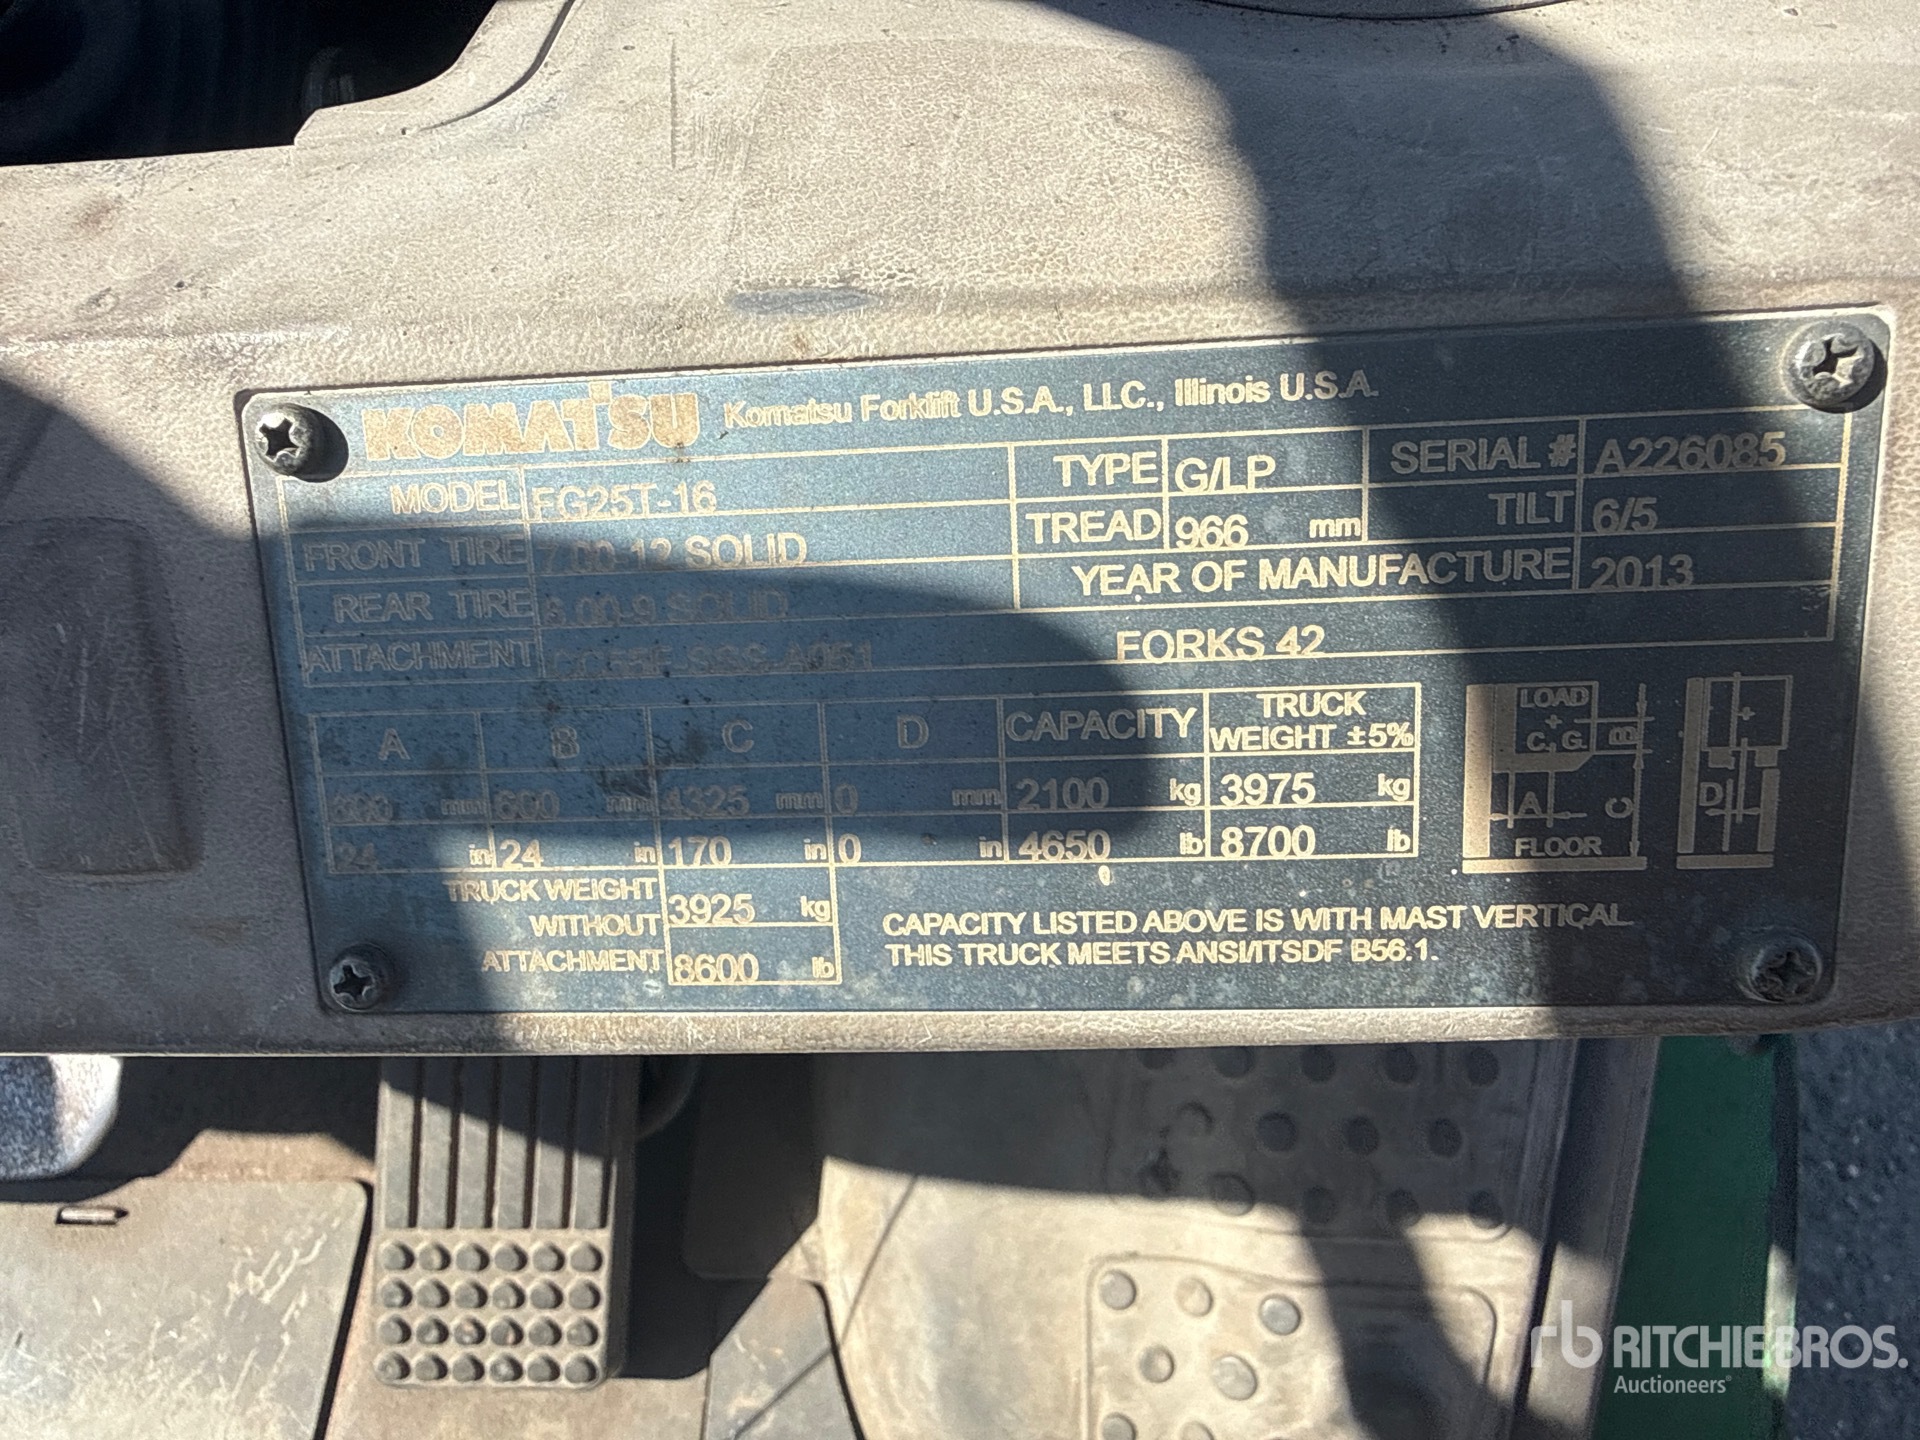 KOMATSU Komatsu Forklift U.S.A., LLC., Illinois U.S.A.
MODEL FG25T-16 TYPE G/LP SERIAL # A226085
FRONT TIRE 7.00-12 SOLID TREAD 966 mm TILT 6/5
REAR TIRE 6.00-9 SOLID YEAR OF MANUFACTURE 2013
ATTACHMENT FORKS 42
A B C D CAPACITY TRUCK WEIGHT ±5%
600 mm 600 mm 4325 mm 0 mm 2100 kg 3975 kg
24 in 24 in 170 in 0 in 4650 lb 8700 lb
TRUCK WEIGHT WITHOUT ATTACHMENT 3925 kg
8600 lb
CAPACITY LISTED ABOVE IS WITH MAST VERTICAL
THIS TRUCK MEETS ANSI/ITSDF B56.1.
LOAD
C.G. B
A C
FLOOR
D
rb RITCHIE BROS.
Auctioneers